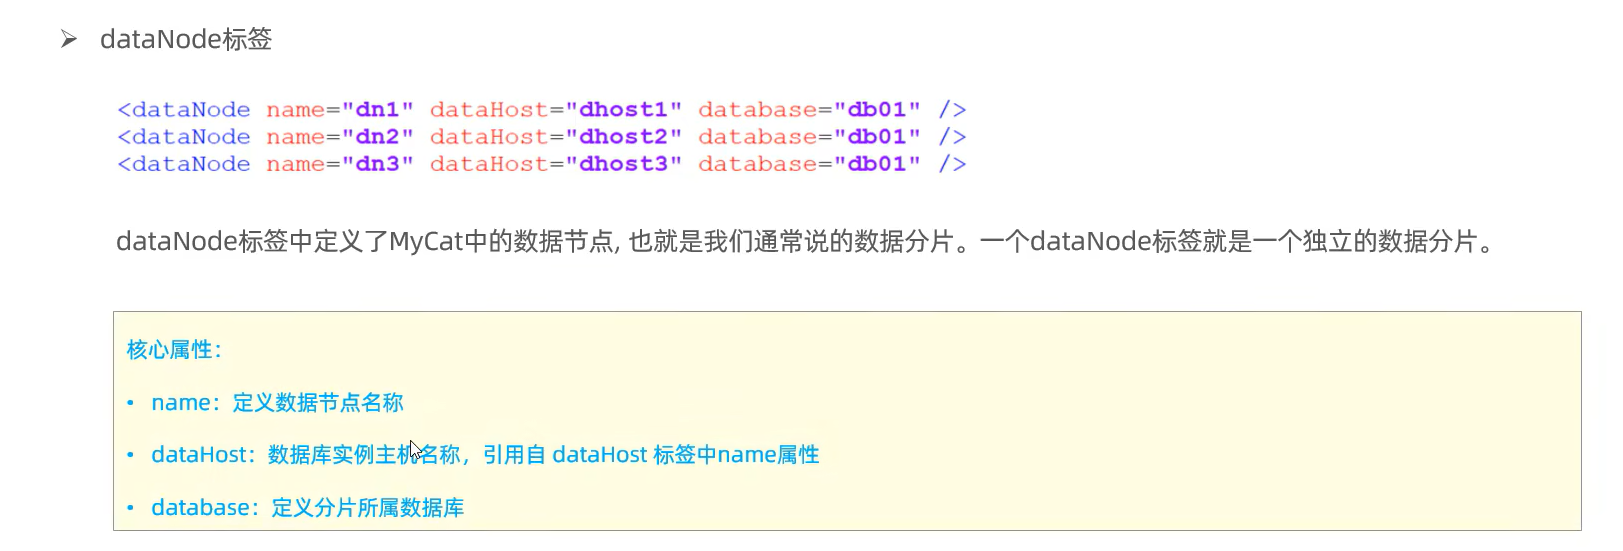 dataNode标签
<dataNode name="dn1" dataHost="dhost1" database="db01" />
<dataNode name="dn2" dataHost="dhost2" database="db01" />
<dataNode name="dn3" dataHost="dhost3" database="db01" />
dataNode标签中定义了MyCat中的数据节点, 也就是我们通常说的数据分片。一个dataNode标签就是一个独立的数据分片。
核心属性：
• name：定义数据节点名称
• dataHost：数据库实例主机名称，引用自 dataHost 标签中name属性
• database：定义分片所属数据库